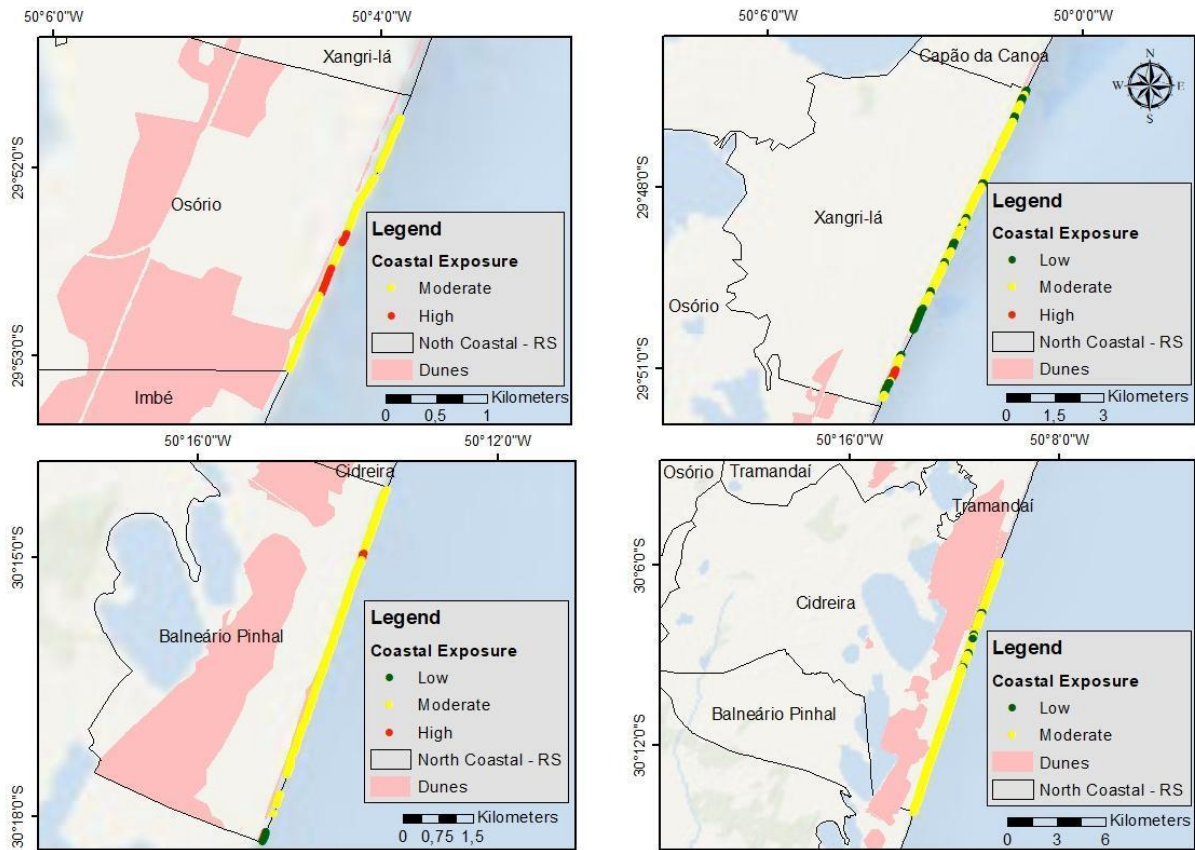 50°6'0"W
50°4'0"W
Xangri-lá
29°52'0"S
Osório
29°53'0"S
Imbé
Legend
Coastal Exposure
Moderate
High
Noth Coastal - RS
Dunes
Kilometers
0 0,5 1
50°6'0"W
50°0'0"W
Capão da Canoa
N
W E
S
29°48'0"S
Xangri-lá
Osório
29°51'0"S
Legend
Coastal Exposure
Low
Moderate
High
North Coastal - RS
Dunes
Kilometers
0 1,5 3
50°16'0"W
50°12'0"W
Cidreira
30°15'0"S
Balneário Pinhal
30°18'0"S
Legend
Coastal Exposure
Low
Moderate
High
North Coastal - RS
Dunes
Kilometers
0 0,75 1,5
50°16'0"W
50°8'0"W
Osório
Tramandaí
Tramandaí
30°6'0"S
Cidreira
Balneário Pinhal
30°12'0"S
Legend
Coastal Exposure
Low
Moderate
Dunes
North Coastal - RS
Kilometers
0 3 6